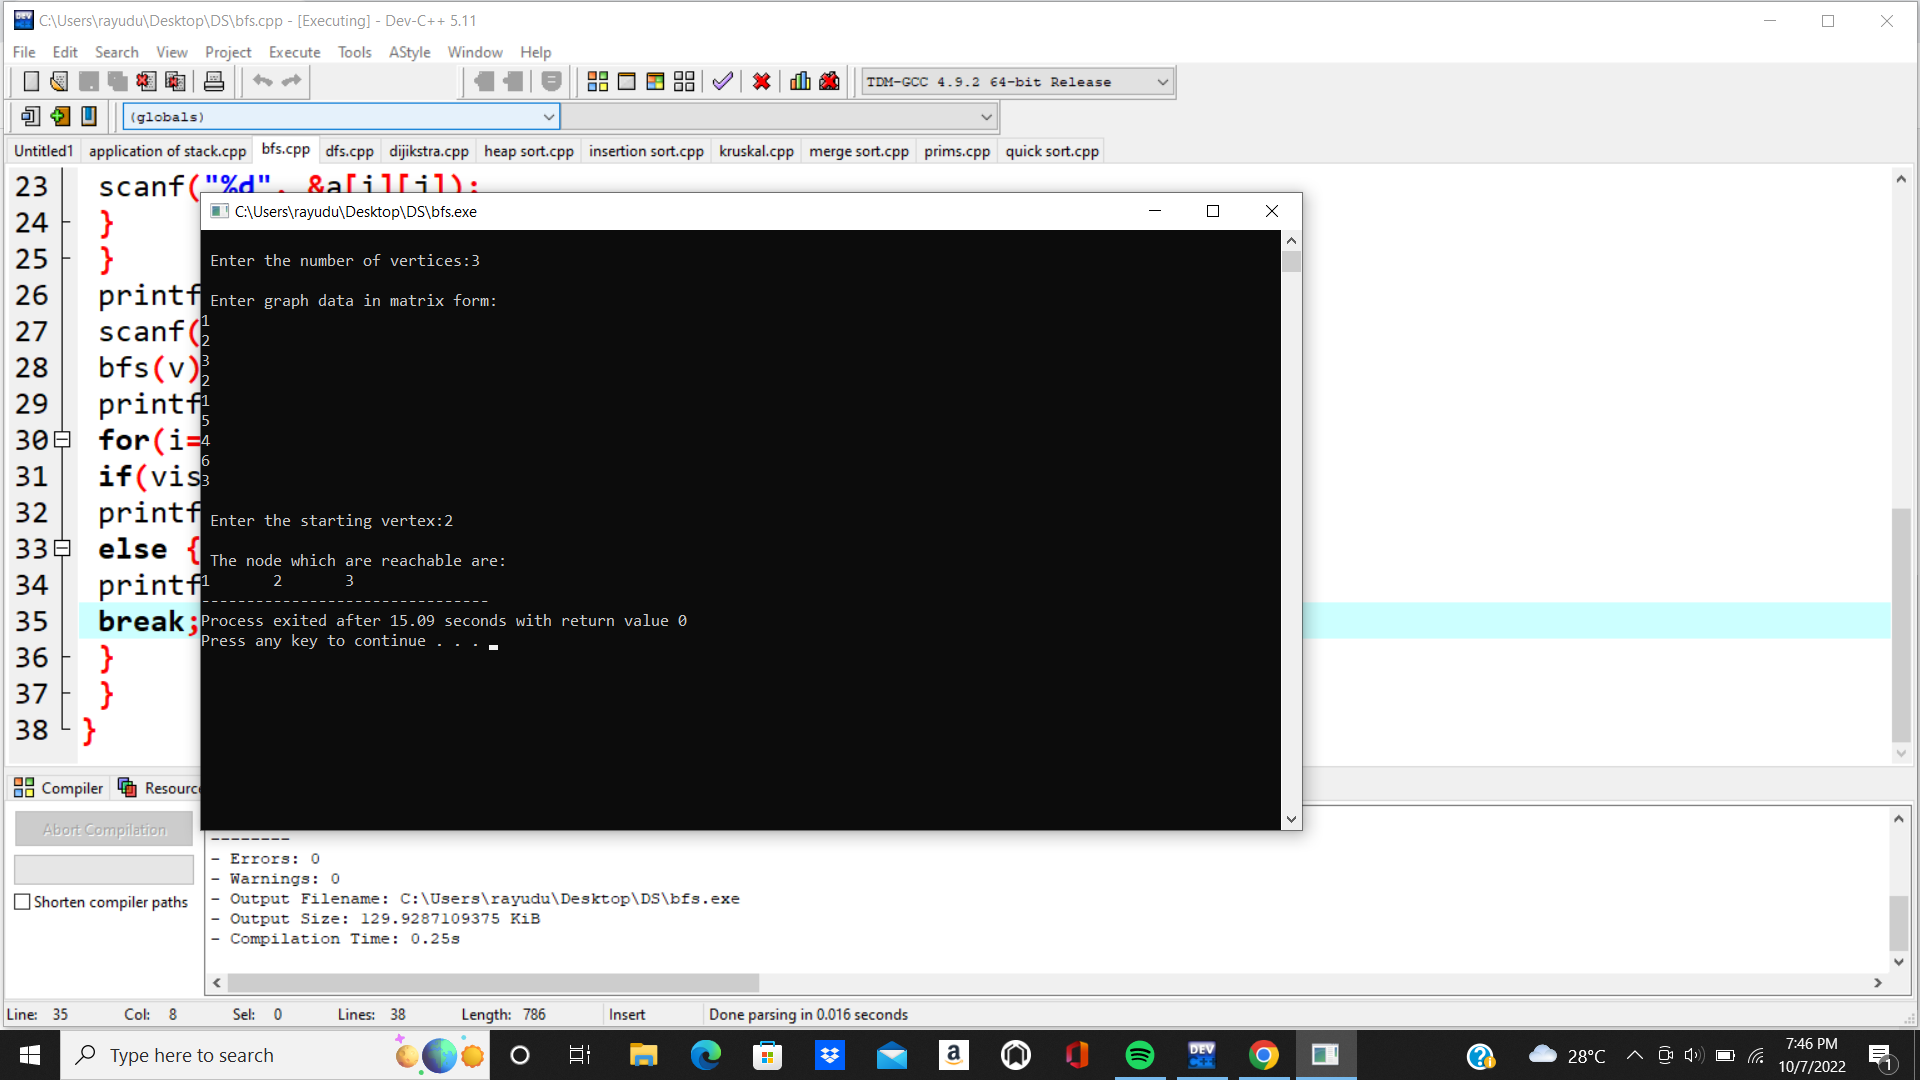 C:\Users\rayudu\Desktop\DS\bfs.cpp - [Executing] - Dev-C++ 5.11
File Edit Search View Project Execute Tools AStyle Window Help
TDM-GCC 4.9.2 64-bit Release
(globals)
Untitled1 application of stack.cpp bfs.cpp dfs.cpp dijikstra.cpp heap sort.cpp insertion sort.cpp kruskal.cpp merge sort.cpp prims.cpp quick sort.cpp
23 scanf("%d", &a[i][j]);
24 }
25 }
26 printf
27 scanf(
28 bfs(v)
29 printf
30 for(i=
31 if(vis
32 printf
33 else {
34 printf
35 break;
36 }
37 }
38 }
C:\Users\rayudu\Desktop\DS\bfs.exe
Enter the number of vertices:3
Enter graph data in matrix form:
1
2
3
2
1
5
4
6
3
Enter the starting vertex:2
The node which are reachable are:
1 2 3
--------------------------------
Process exited after 15.09 seconds with return value 0
Press any key to continue . . .
Compiler Resourc
Abort Compilation
Shorten compiler paths
--------
- Errors: 0
- Warnings: 0
- Output Filename: C:\Users\rayudu\Desktop\DS\bfs.exe
- Output Size: 129.9287109375 KiB
- Compilation Time: 0.25s
Line: 35 Col: 8 Sel: 0 Lines: 38 Length: 786 Insert Done parsing in 0.016 seconds
Type here to search
DEV
28°C
7:46 PM
10/7/2022
1